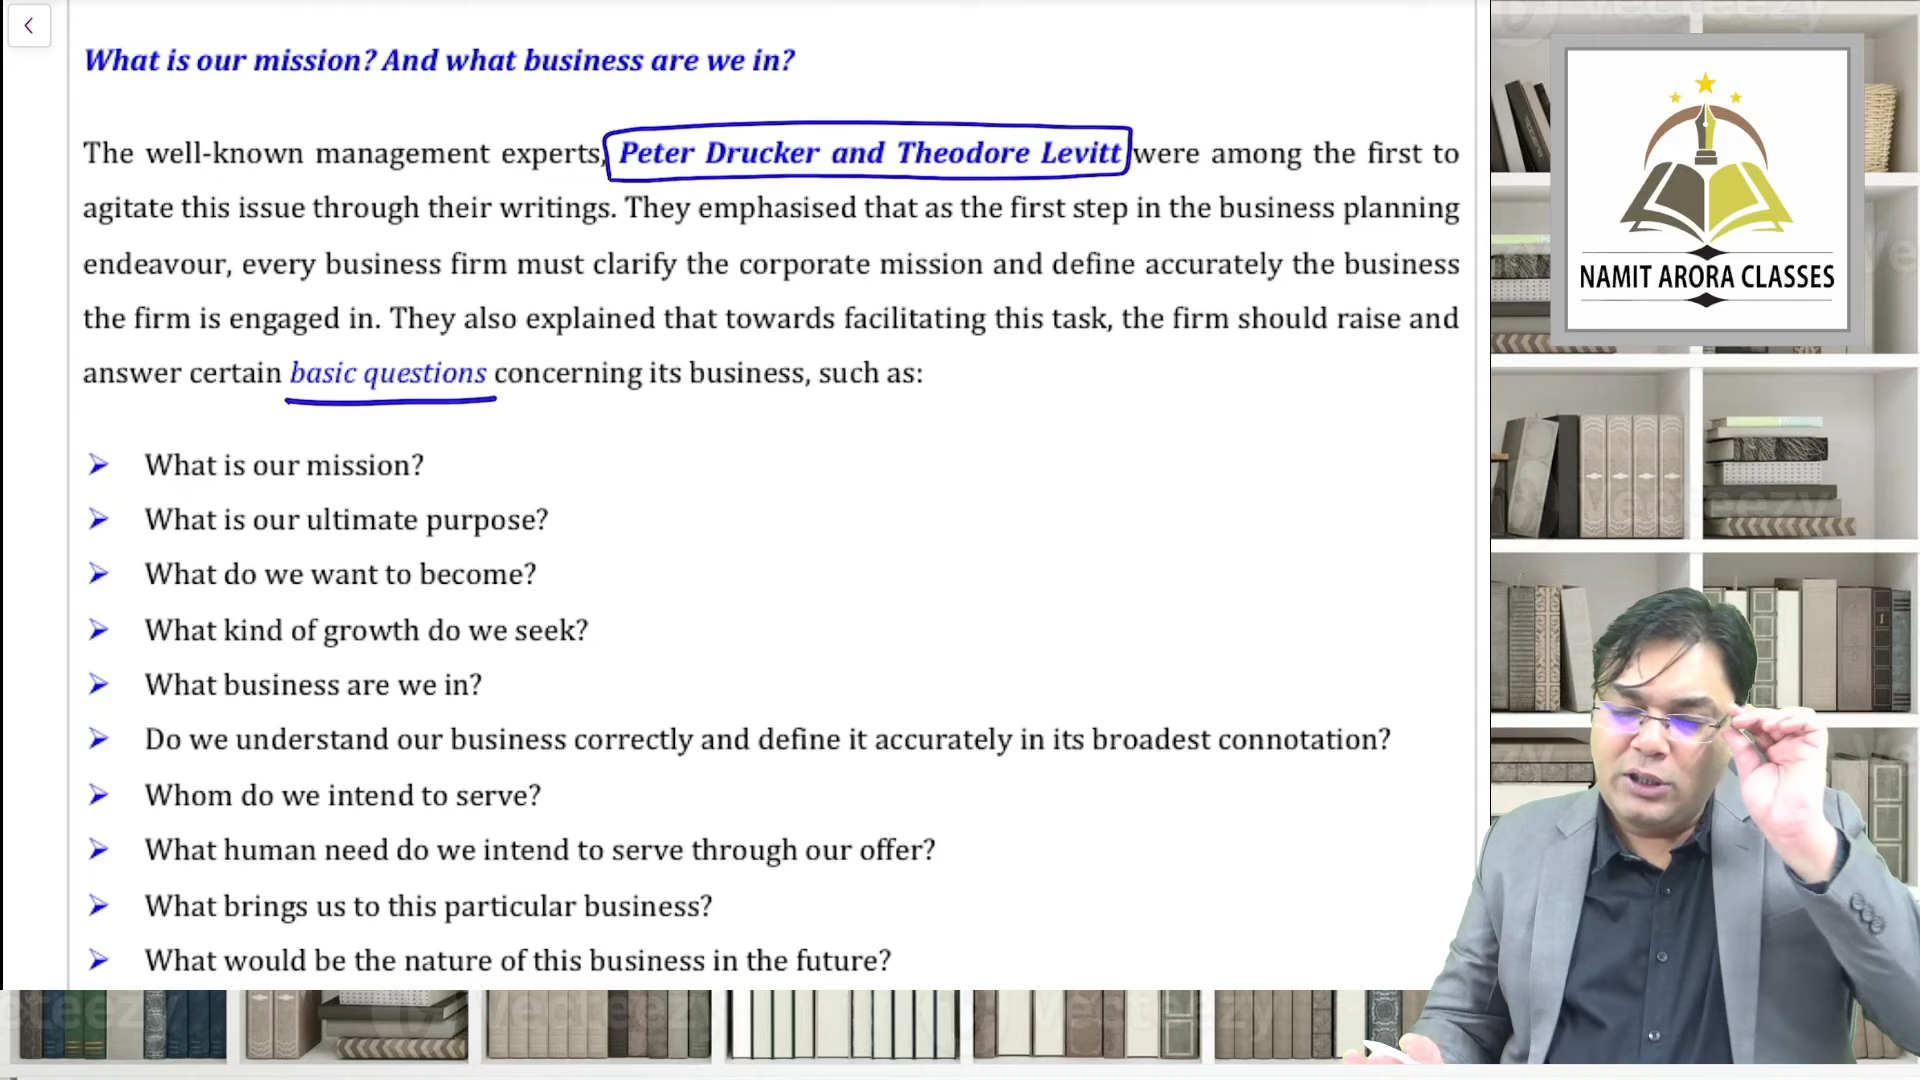 What is our mission? And what business are we in?
The well-known management experts, Peter Drucker and Theodore Levitt were among the first to
agitate this issue through their writings. They emphasised that as the first step in the business planning
endeavour, every business firm must clarify the corporate mission and define accurately the business
the firm is engaged in. They also explained that towards facilitating this task, the firm should raise and
answer certain basic questions concerning its business, such as:
➢ What is our mission?
➢ What is our ultimate purpose?
➢ What do we want to become?
➢ What kind of growth do we seek?
➢ What business are we in?
➢ Do we understand our business correctly and define it accurately in its broadest connotation?
➢ Whom do we intend to serve?
➢ What human need do we intend to serve through our offer?
➢ What brings us to this particular business?
➢ What would be the nature of this business in the future?
NAMIT ARORA CLASSES